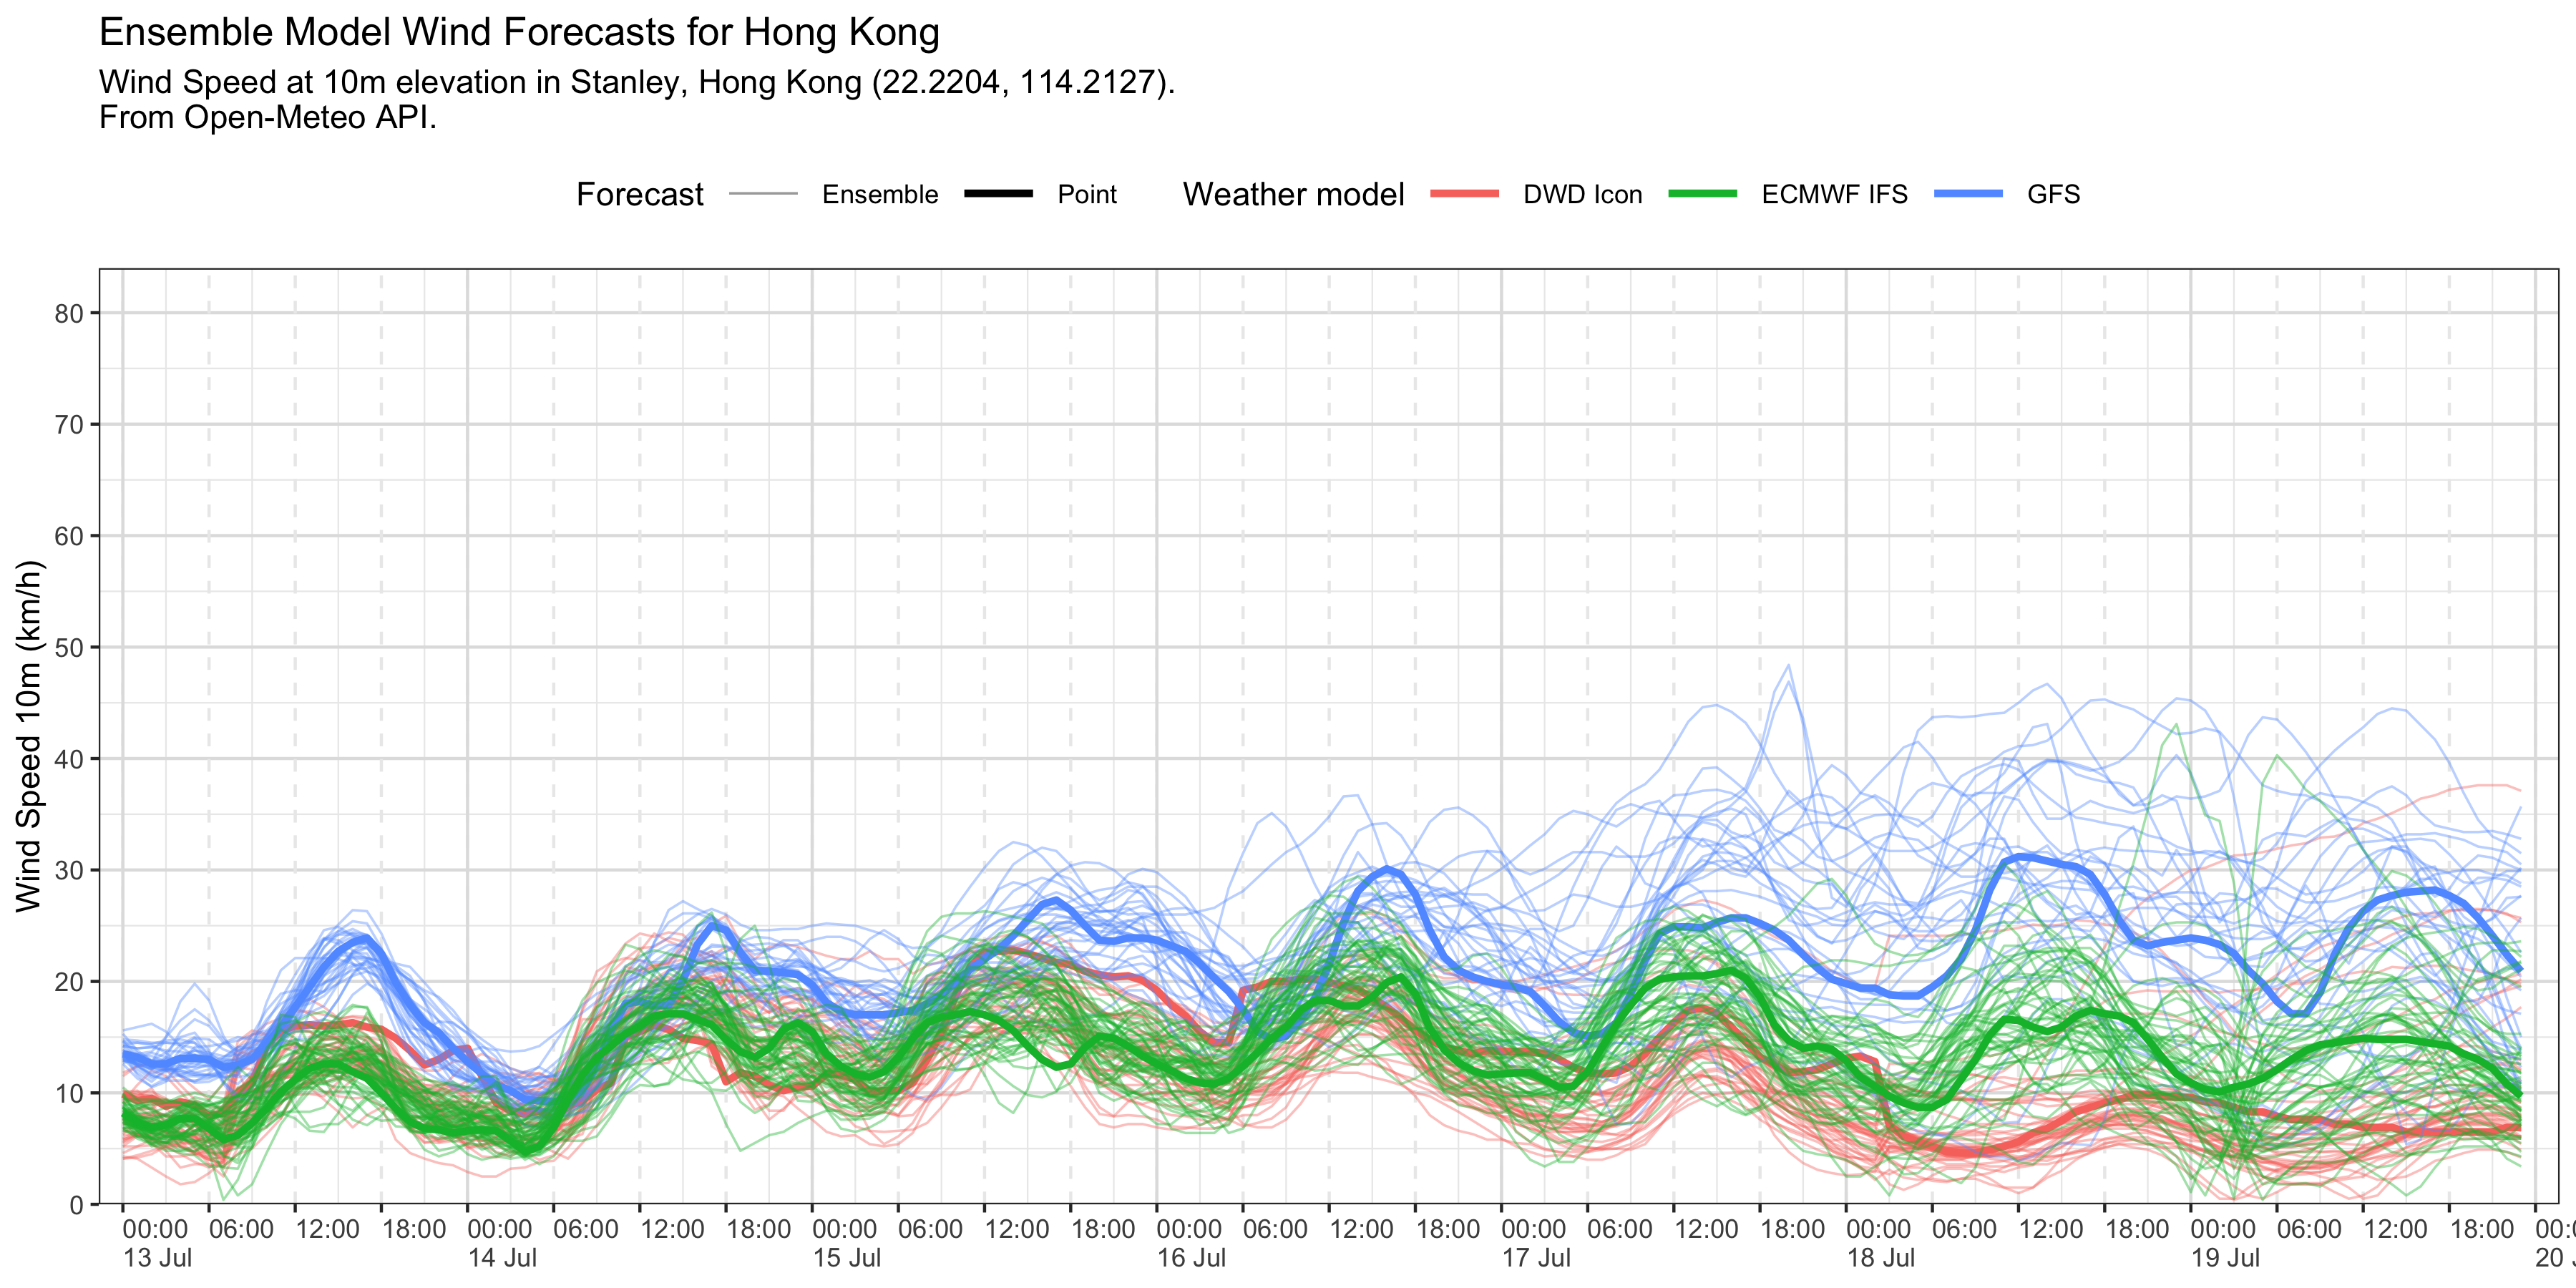 Ensemble Model Wind Forecasts for Hong Kong
Wind Speed at 10m elevation in Stanley, Hong Kong (22.2204, 114.2127).
From Open-Meteo API.
Forecast Ensemble Point Weather model DWD Icon ECMWF IFS GFS
Wind Speed 10m (km/h)
80
70
60
50
40
30
20
10
0
00:00 06:00 12:00 18:00 00:00 06:00 12:00 18:00 00:00 06:00 12:00 18:00 00:00 06:00 12:00 18:00 00:00 06:00 12:00 18:00 00:00 06:00 12:00 18:00 00:00 06:00 12:00 18:00
13 Jul 14 Jul 15 Jul 16 Jul 17 Jul 18 Jul 19 Jul 20